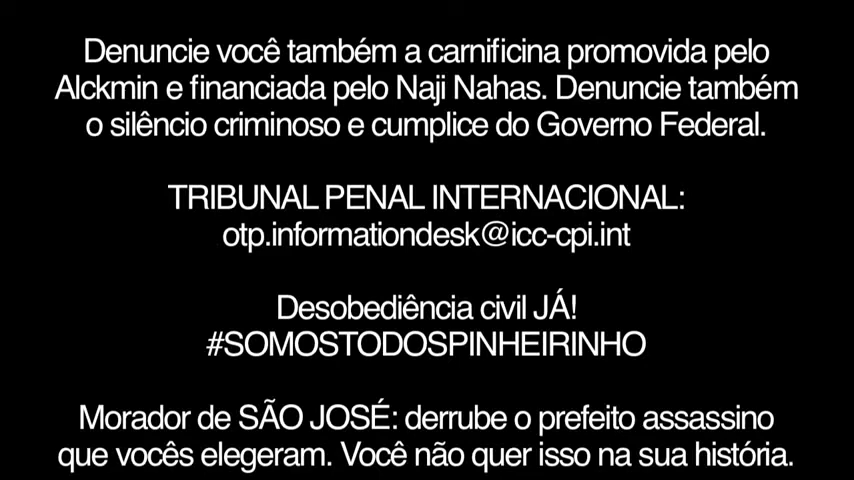 Denuncie você também a carnificina promovida pelo
Alckmin e financiada pelo Naji Nahas. Denuncie também
o silêncio criminoso e cumplice do Governo Federal.
TRIBUNAL PENAL INTERNACIONAL:
otp.informationdesk@icc-cpi.int
Desobediência civil JÁ!
#SOMOSTODOSPINHEIRINHO
Morador de SÃO JOSÉ: derrube o prefeito assassino
que vocês elegeram. Você não quer isso na sua história.